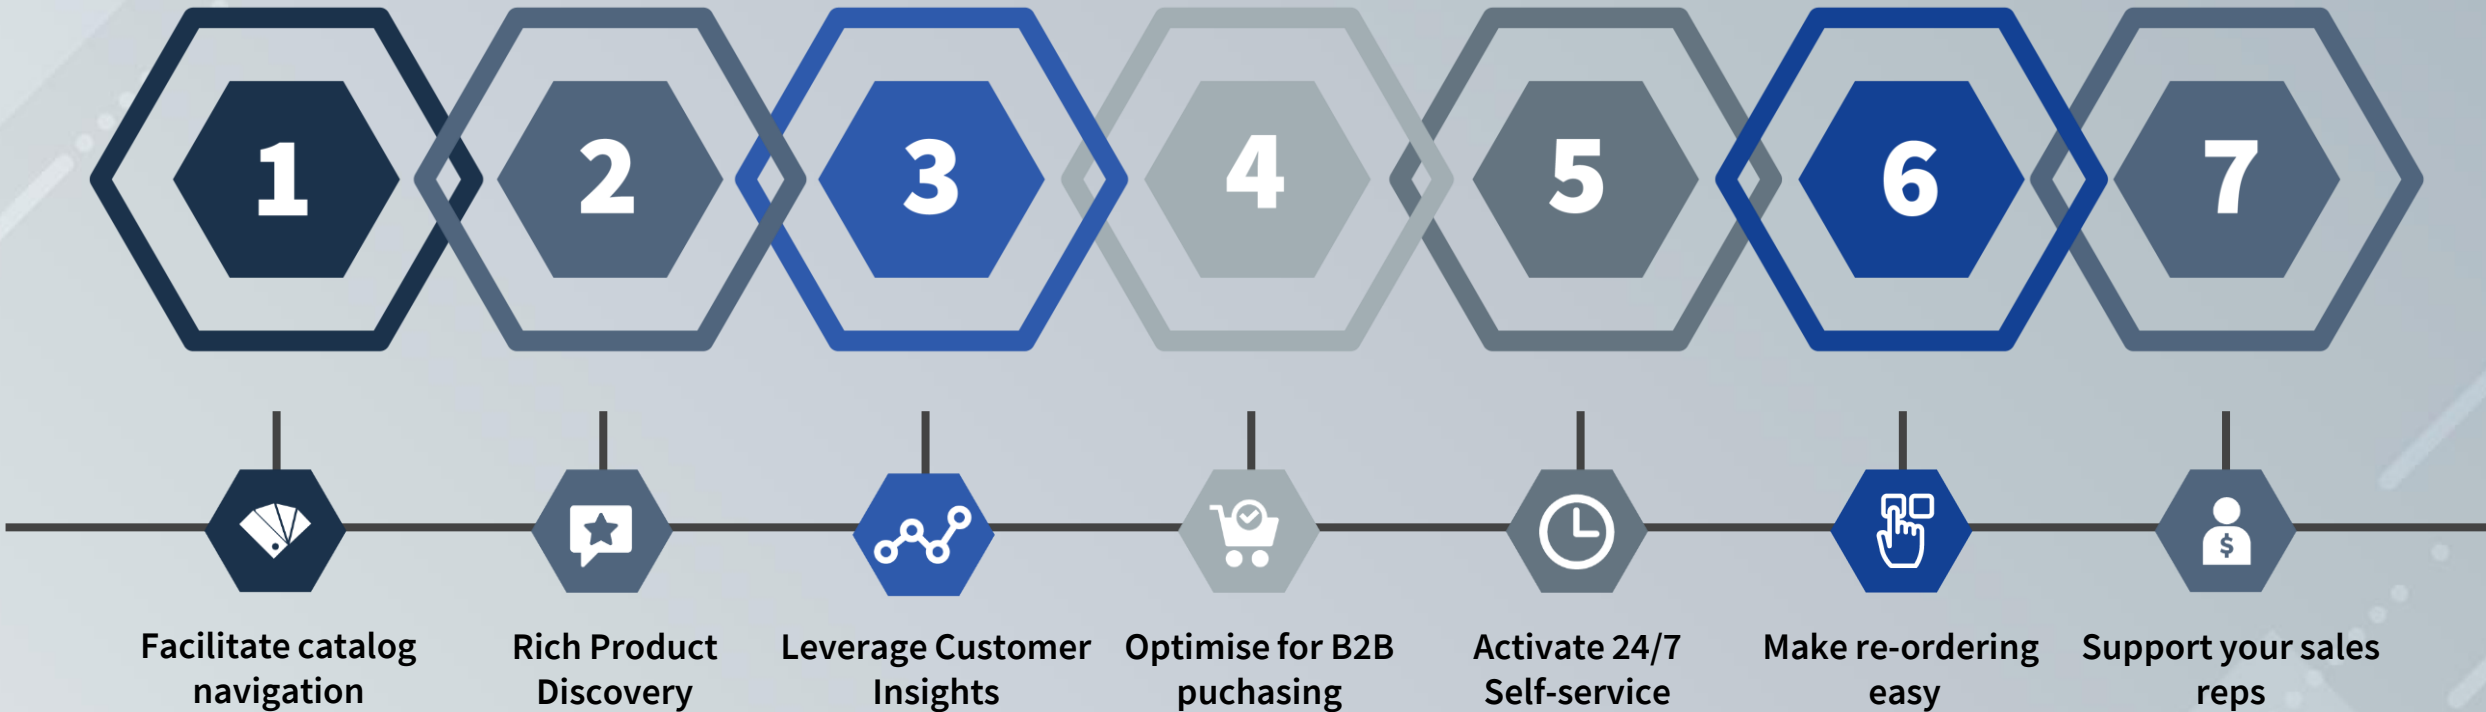 1 2 3 4 5 6 7
Facilitate catalog
navigation
Rich Product
Discovery
Leverage Customer
Insights
Optimise for B2B
puchasing
Activate 24/7
Self-service
Make re-ordering
easy
Support your sales
reps
$